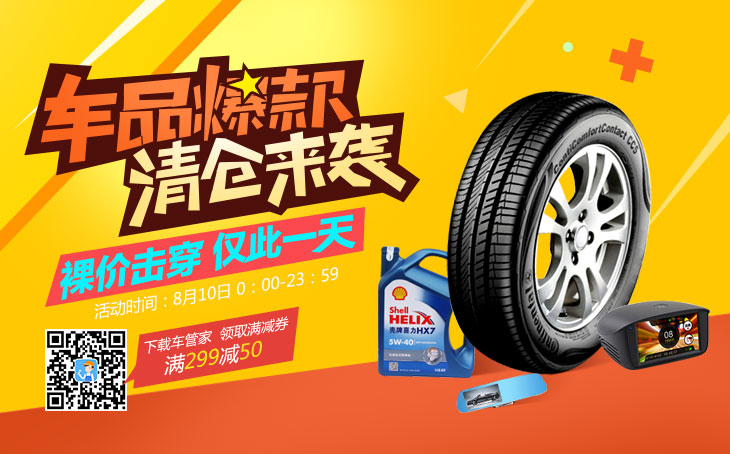 车品爆款
清仓来袭
裸价击穿 仅此一天
活动时间：8月10日 0：00-23：59
下载车管家 领取满减券
满299减50
ContiComfortContact CC5
Continental
Shell
HELIX
壳牌喜力HX7
5W-40
08